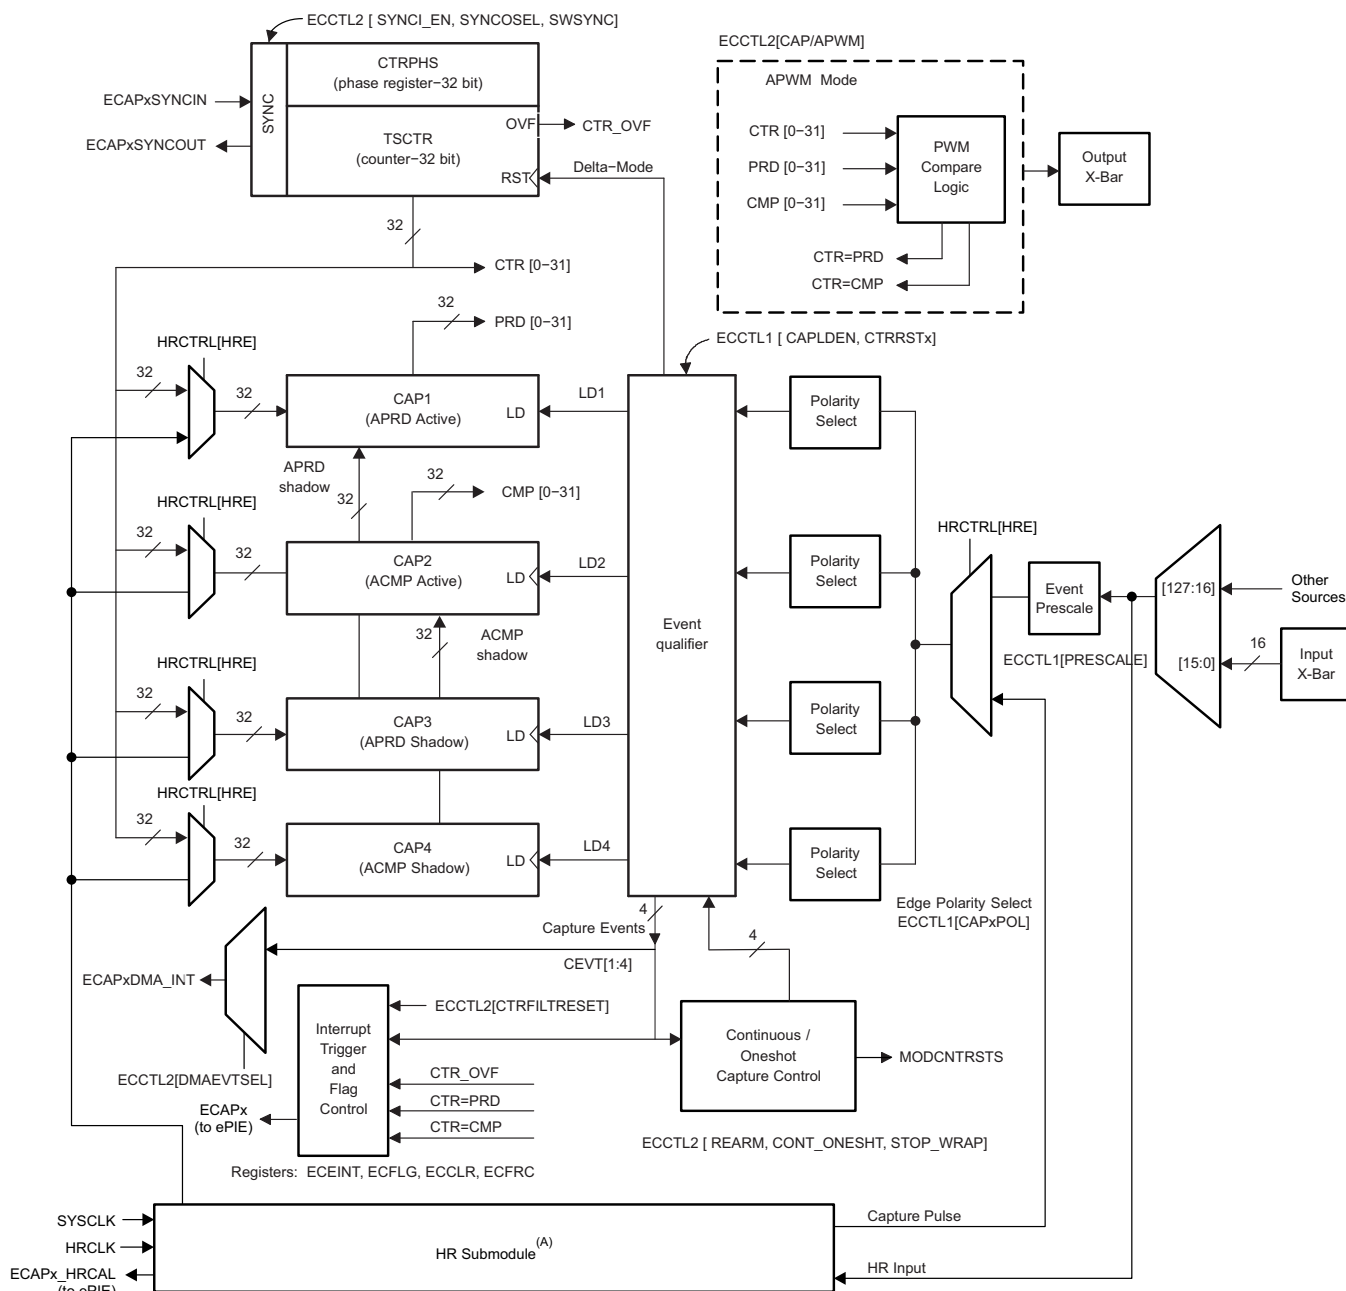 ECCTL2 [ SYNCI_EN, SYNCOSEL, SWSYNC]
CTRPHS
(phase register−32 bit)
SYNC
ECAPxSYNCIN
ECAPxSYNCOUT
TSCTR
(counter−32 bit)
OVF
CTR_OVF
RST
Delta−Mode
32
CTR [0−31]
32
PRD [0−31]
ECCTL2[CAP/APWM]
APWM Mode
CTR [0−31]
PRD [0−31]
CMP [0−31]
PWM
Compare
Logic
CTR=PRD
CTR=CMP
Output
X-Bar
ECCTL1 [ CAPLDEN, CTRRSTx]
HRCTRL[HRE]
32
32
CAP1
(APRD Active)
LD
LD1
Polarity
Select
APRD
shadow
32
32
CMP [0−31]
HRCTRL[HRE]
32
32
CAP2
(ACMP Active)
LD
LD2
Polarity
Select
32
ACMP
shadow
Event
qualifier
HRCTRL[HRE]
Event
Prescale
ECCTL1[PRESCALE]
[127:16]
[15:0]
Other
Sources
16
Input
X-Bar
HRCTRL[HRE]
32
32
CAP3
(APRD Shadow)
LD
LD3
Polarity
Select
HRCTRL[HRE]
32
32
CAP4
(ACMP Shadow)
LD
LD4
Polarity
Select
Edge Polarity Select
ECCTL1[CAPxPOL]
4
Capture Events
CEVT[1:4]
4
ECAPxDMA_INT
ECCTL2[DMAEVTSEL]
Interrupt
Trigger
and
Flag
Control
ECCTL2[CTRFILTRESET]
CTR_OVF
CTR=PRD
CTR=CMP
ECAPx
(to ePIE)
Continuous /
Oneshot
Capture Control
MODCNTRSTS
ECCTL2 [ REARM, CONT_ONESHT, STOP_WRAP]
Registers: ECEINT, ECFLG, ECCLR, ECFRC
SYSCLK
HRCLK
ECAPx_HRCAL
(to ePIE)
HR Submodule(A)
Capture Pulse
HR Input